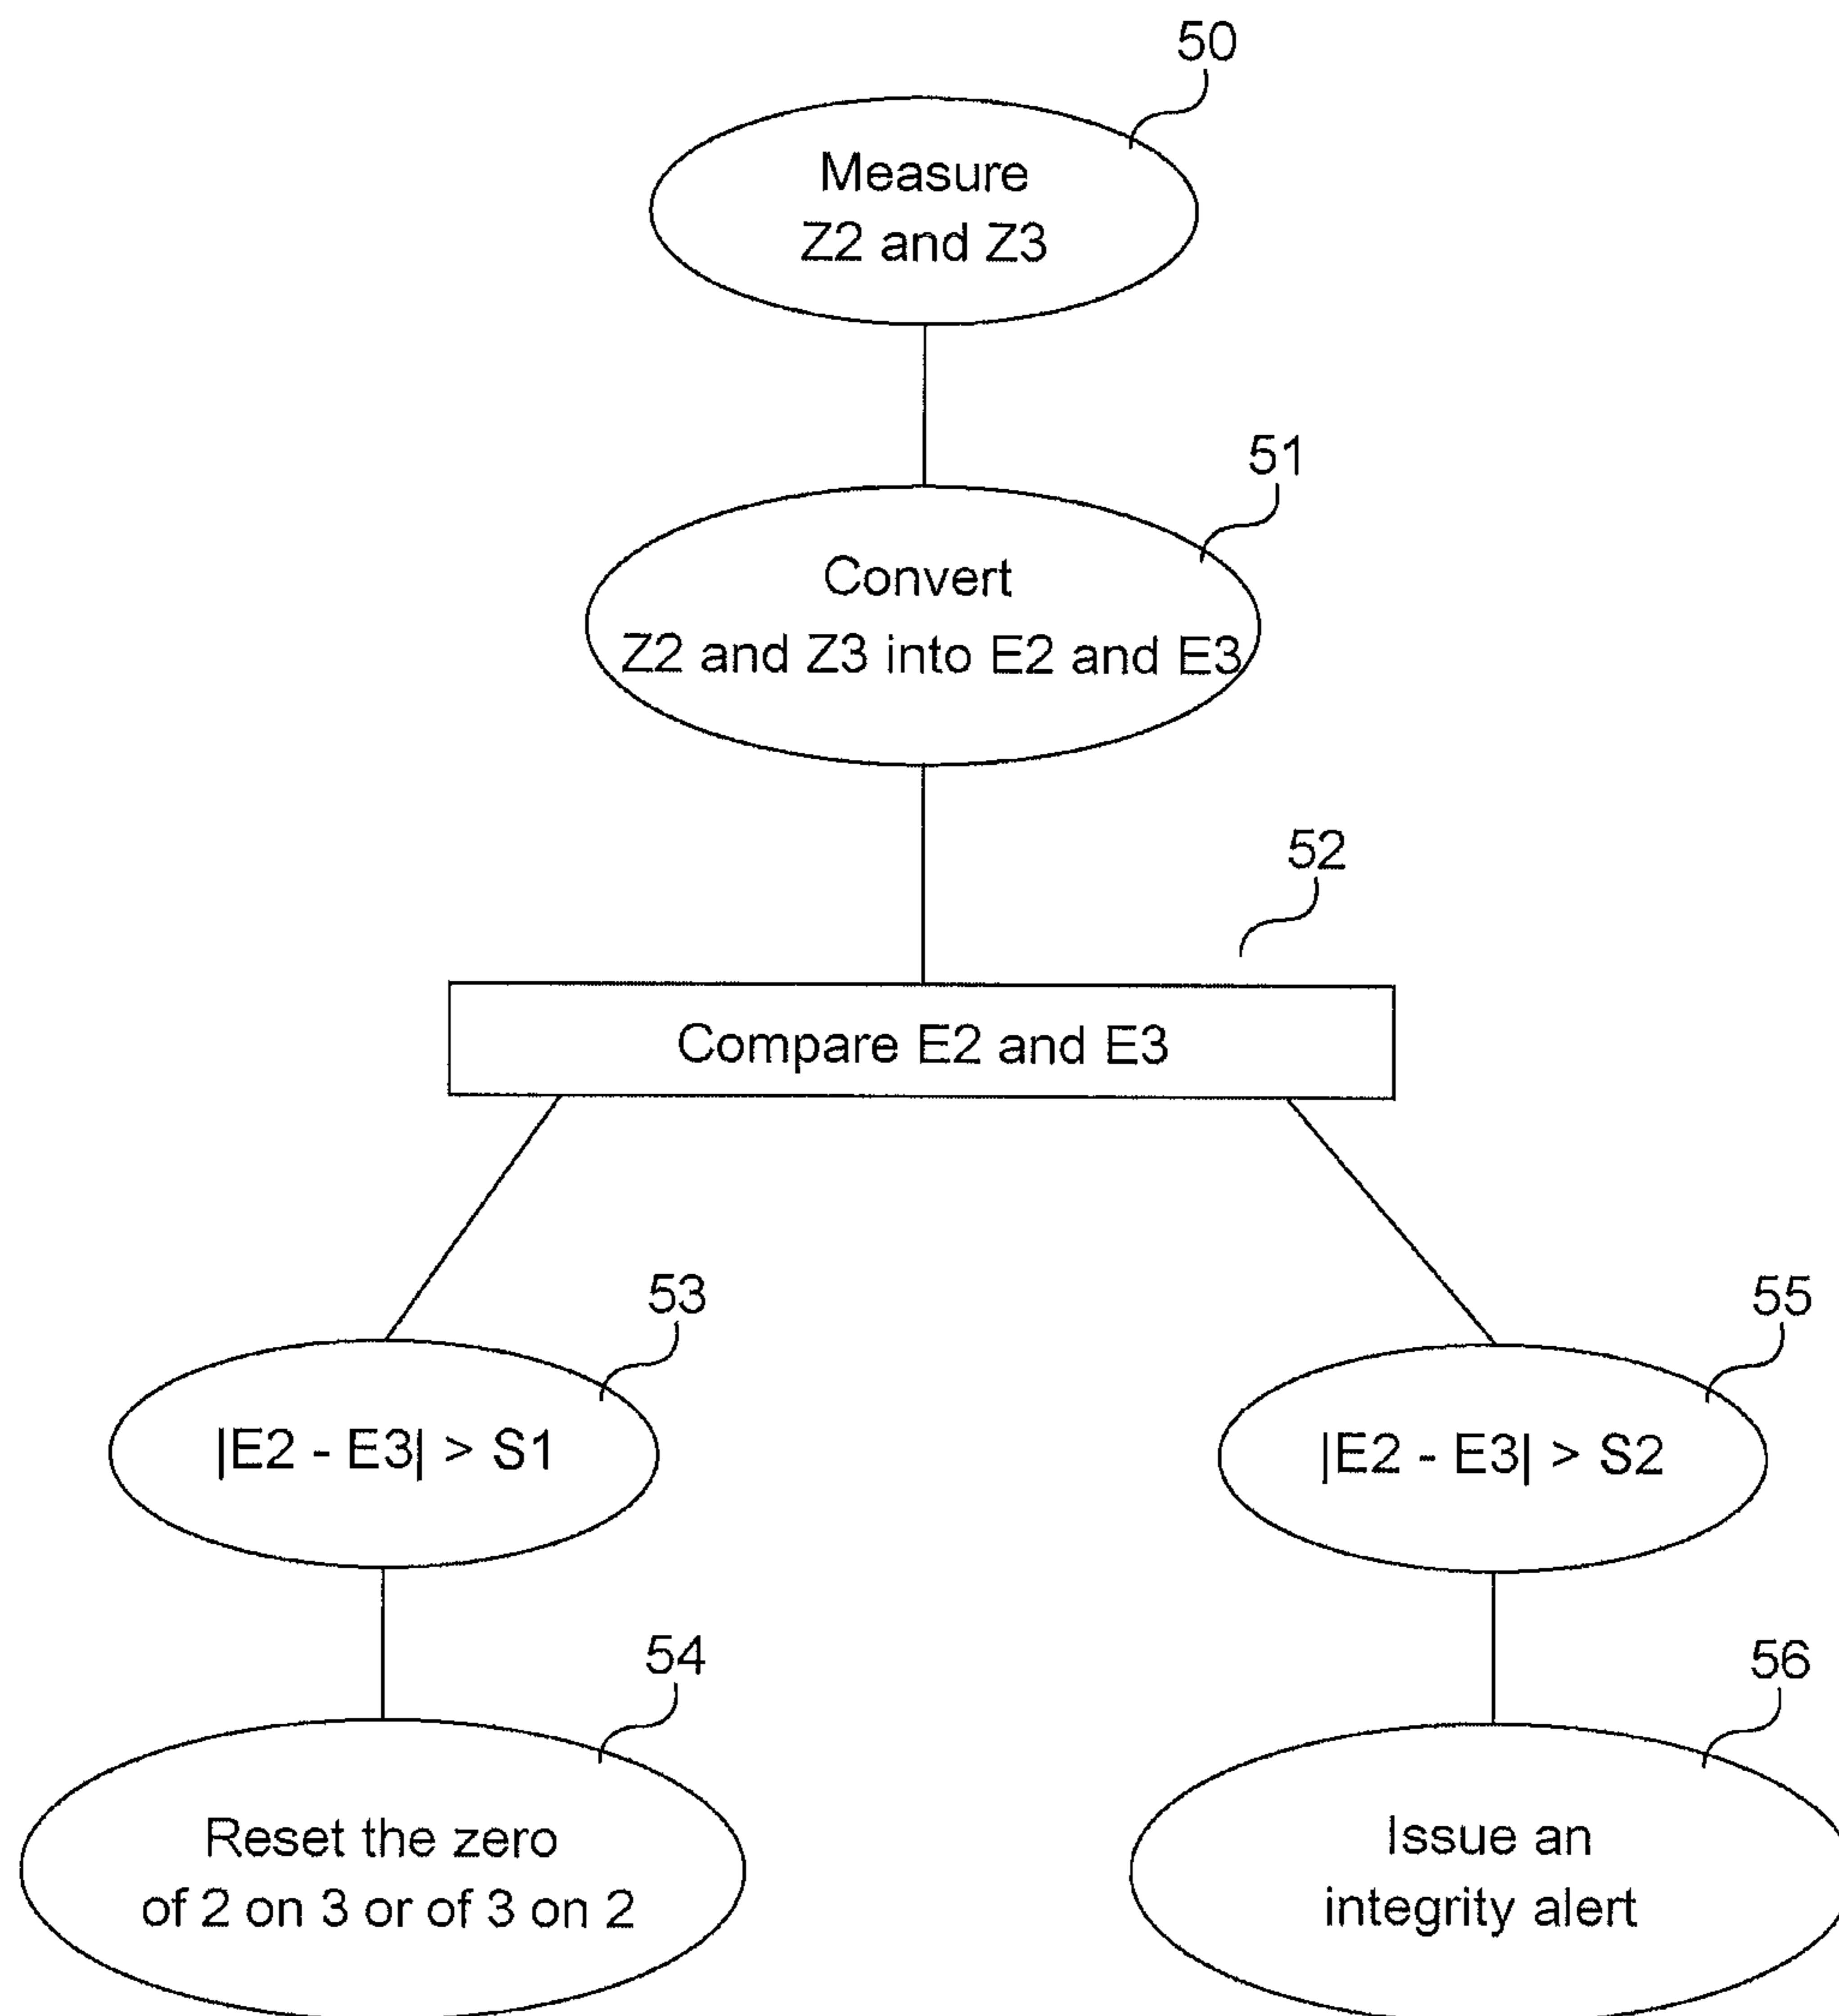 50
Measure
Z2 and Z3
51
Convert
Z2 and Z3 into E2 and E3
52
Compare E2 and E3
53
55
|E2 - E3| > S1
|E2 - E3| > S2
54
56
Reset the zero
of 2 on 3 or of 3 on 2
Issue an
integrity alert